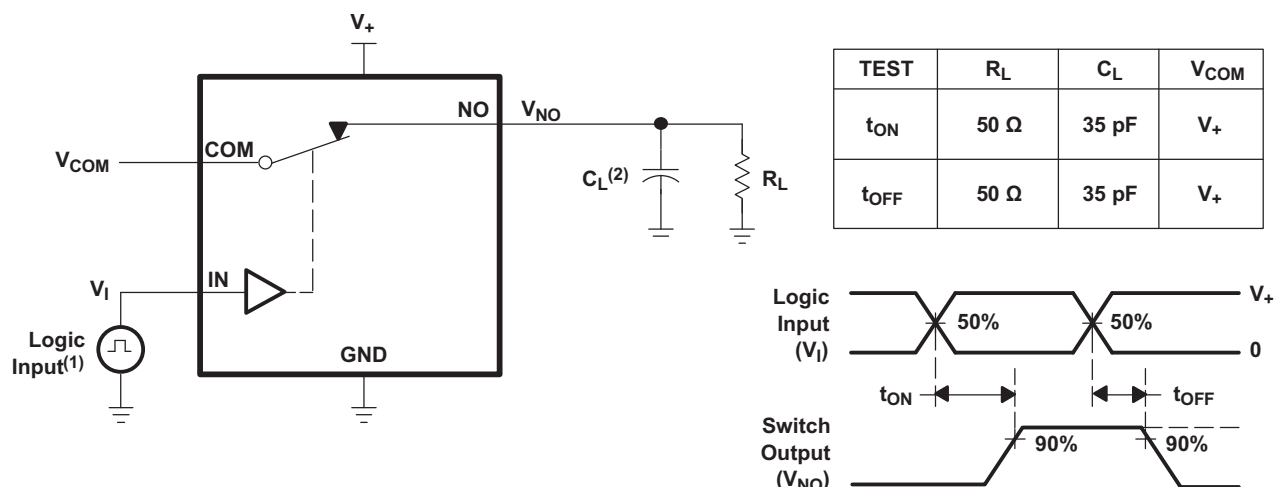 V+
NO
VNO
COM
VCOM
CL(2)
RL
VI
IN
Logic
Input(1)
GND
TEST RL CL VCOM
tON 50 Ω 35 pF V+
tOFF 50 Ω 35 pF V+
Logic
Input
(VI)
50%
50%
V+
0
tON
tOFF
Switch
Output
(VNO)
90%
90%